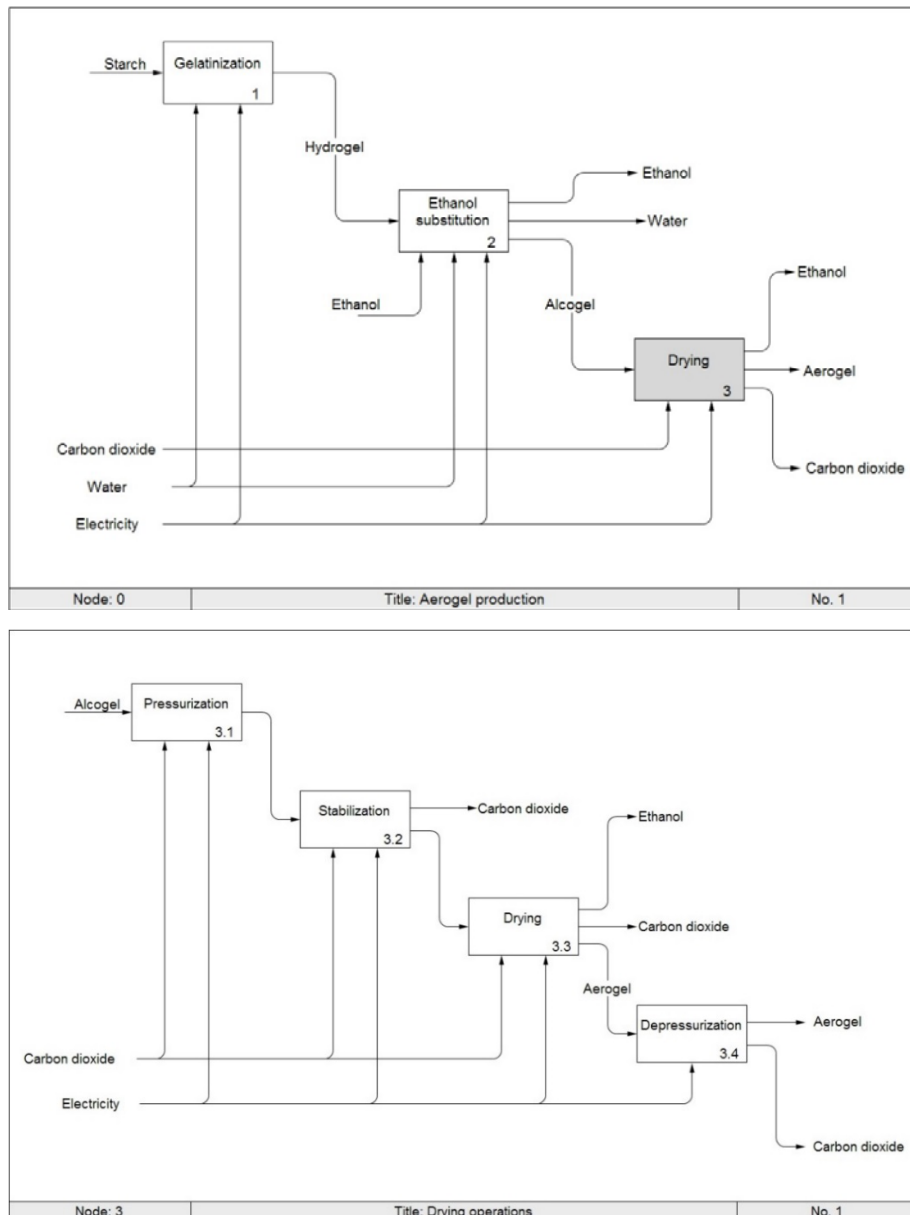 Starch
Gelatinization
1
Hydrogel
Ethanol
Ethanol
substitution
Water
2
Ethanol
Ethanol
Alcogel
Drying
Aerogel
3
Carbon dioxide
Carbon dioxide
Water
Electricity
Node: 0
Title: Aerogel production
No. 1
Alcogel
Pressurization
3.1
Stabilization
Carbon dioxide
3.2
Ethanol
Drying
Carbon dioxide
3.3
Aerogel
Depressurization
Aerogel
3.4
Carbon dioxide
Electricity
Carbon dioxide
Node: 3
Title: Drying operations
No. 1